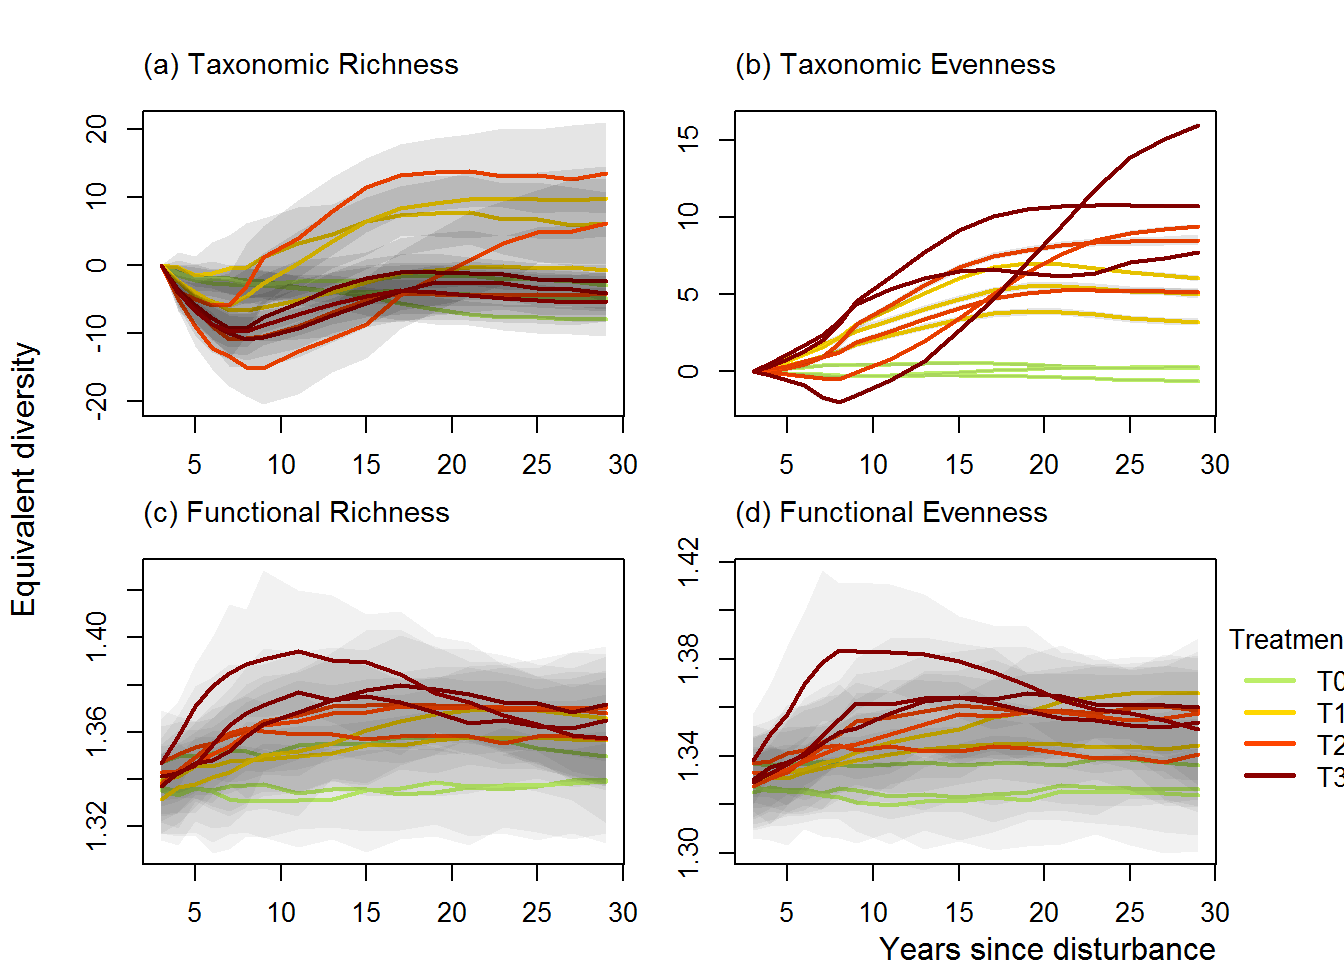 (a) Taxonomic Richness
(b) Taxonomic Evenness
20
10
0
-10
-20
5 10 15 20 25 30
15
10
5
0
5 10 15 20 25 30
Equivalent diversity
(c) Functional Richness
(d) Functional Evenness
1.40
1.36
1.32
5 10 15 20 25 30
1.42
1.38
1.34
1.30
5 10 15 20 25 30
Years since disturbance
Treatmen
T0
T1
T2
T3